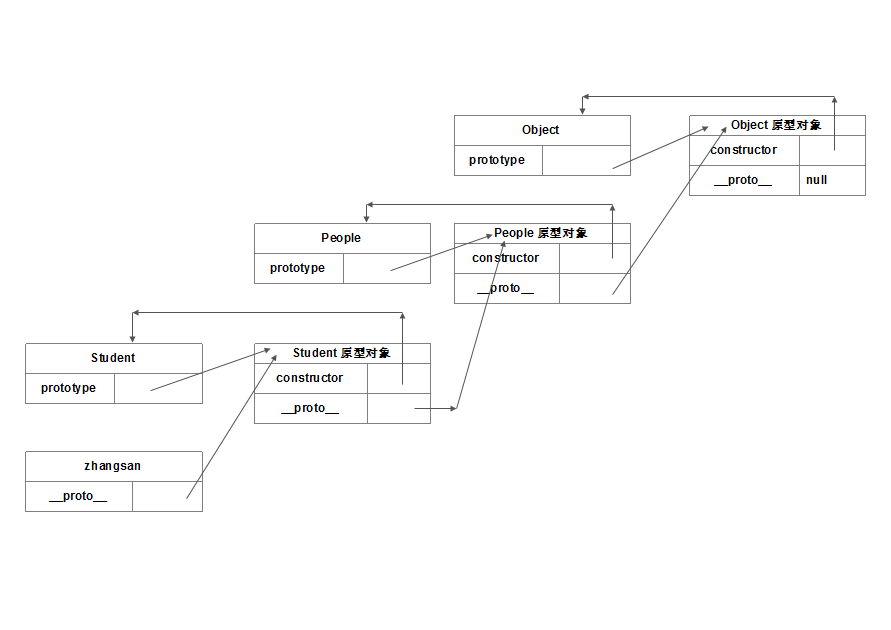 Object
prototype
Object 原型对象
constructor
__proto__ null
People
prototype
People 原型对象
constructor
__proto__
Student
prototype
Student 原型对象
constructor
__proto__
zhangsan
__proto__